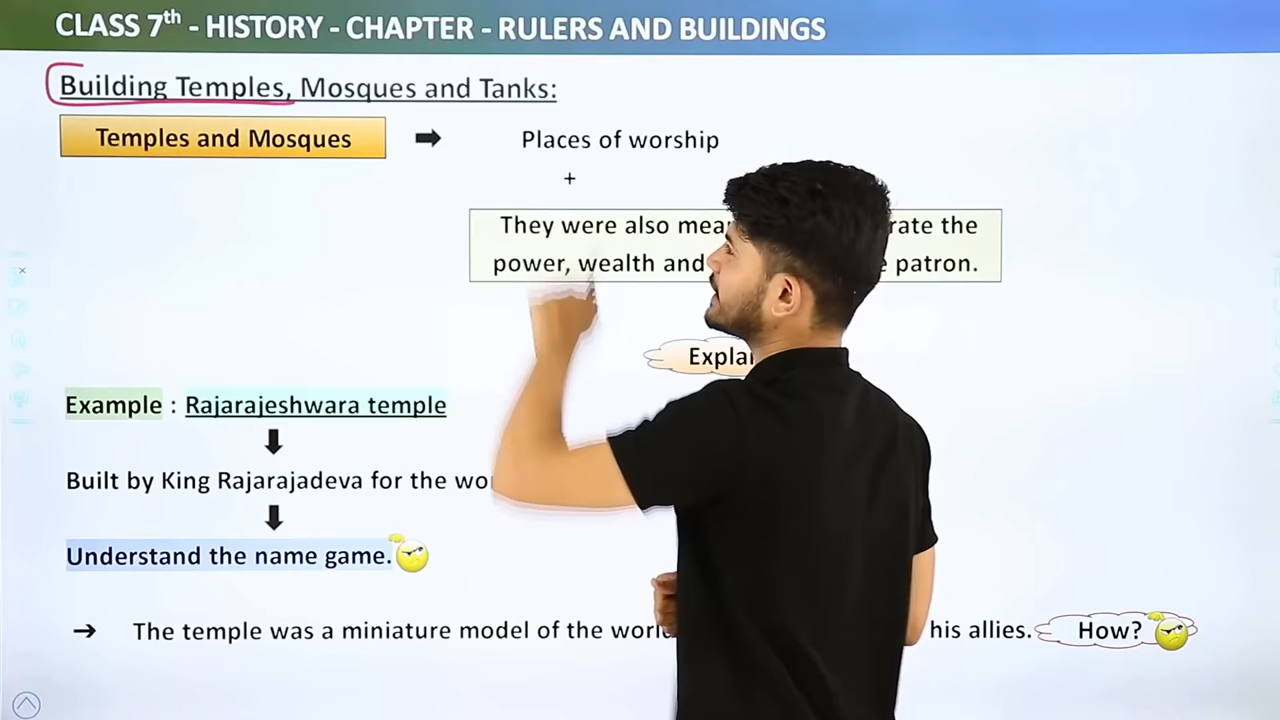 CLASS 7th - HISTORY - CHAPTER - RULERS AND BUILDINGS
Building Temples, Mosques and Tanks:
Temples and Mosques → Places of worship
+
They were also mea rate the
power, wealth and patron.
Expla
Example : Rajarajeshwara temple
Built by King Rajarajadeva for the wo
Understand the name game.
→ The temple was a miniature model of the worl his allies. How?